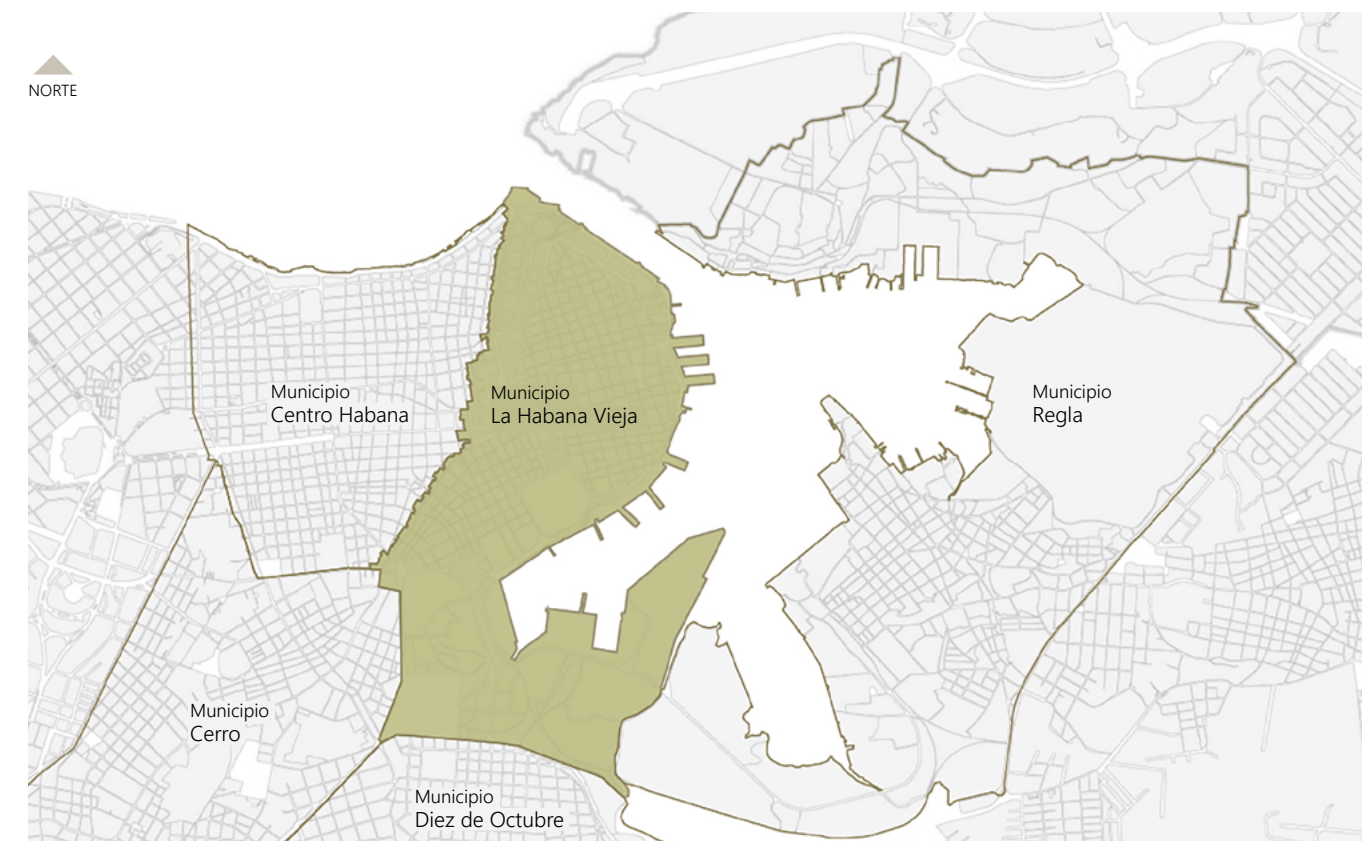 NORTE
Municipio
Centro Habana
Municipio
La Habana Vieja
Municipio
Regla
Municipio
Cerro
Municipio
Diez de Octubre